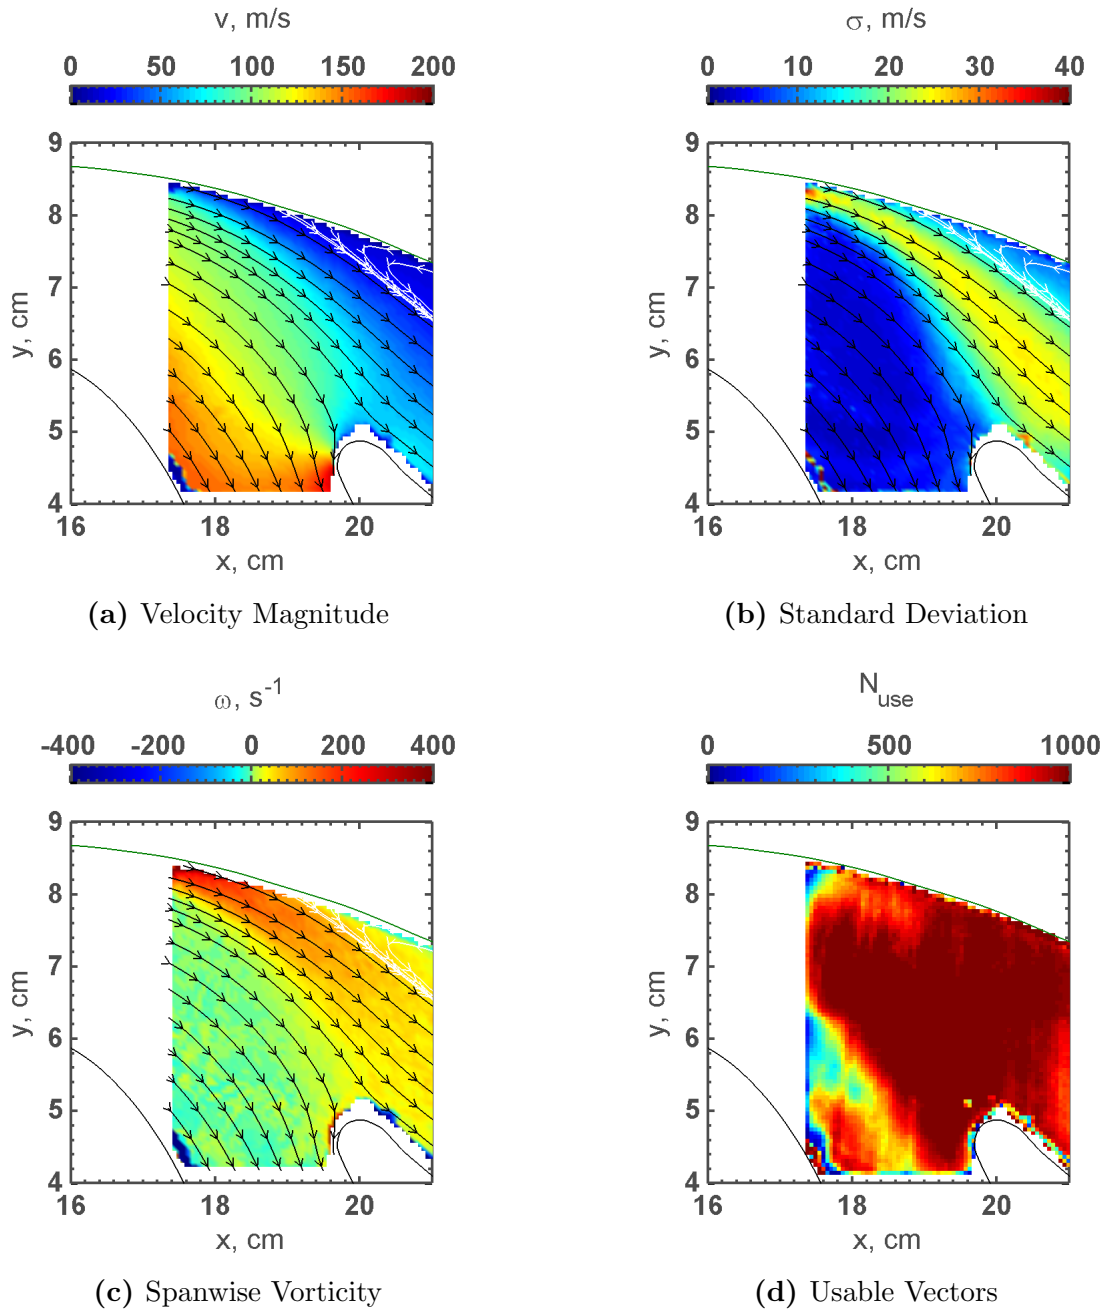 v, m/s
0 50 100 150 200
9
8
7
6
5
4
y, cm
16 18 20
x, cm
(a) Velocity Magnitude
σ, m/s
0 10 20 30 40
9
8
7
6
5
4
y, cm
16 18 20
x, cm
(b) Standard Deviation
ω, s-1
-400 -200 0 200 400
9
8
7
6
5
4
y, cm
16 18 20
x, cm
(c) Spanwise Vorticity
Nuse
0 500 1000
9
8
7
6
5
4
y, cm
16 18 20
x, cm
(d) Usable Vectors